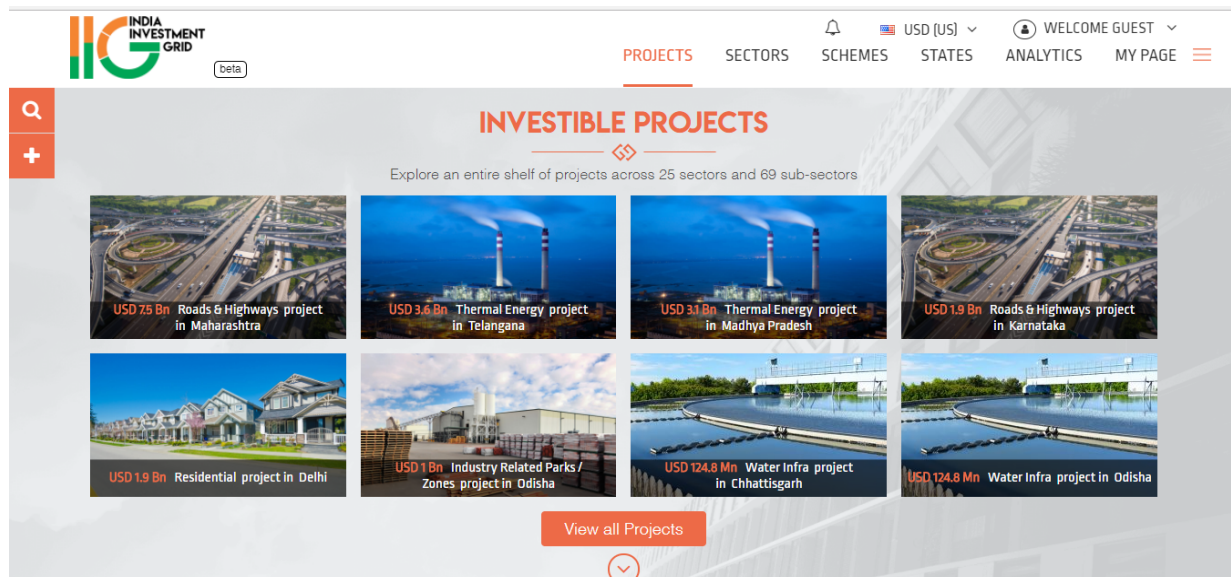 INDIA
INVESTMENT
GRID
beta
USD (US)
WELCOME GUEST
PROJECTS
SECTORS
SCHEMES
STATES
ANALYTICS
MY PAGE
INVESTIBLE PROJECTS
Explore an entire shelf of projects across 25 sectors and 69 sub-sectors
USD 7.5 Bn Roads & Highways project
in Maharashtra
USD 3.6 Bn Thermal Energy project
in Telangana
USD 3.1 Bn Thermal Energy project
in Madhya Pradesh
USD 1.9 Bn Roads & Highways project
in Karnataka
USD 1.9 Bn Residential project in Delhi
USD 1 Bn Industry Related Parks /
Zones project in Odisha
USD 124.8 Mn Water Infra project
in Chhattisgarh
USD 124.8 Mn Water Infra project in Odisha
View all Projects